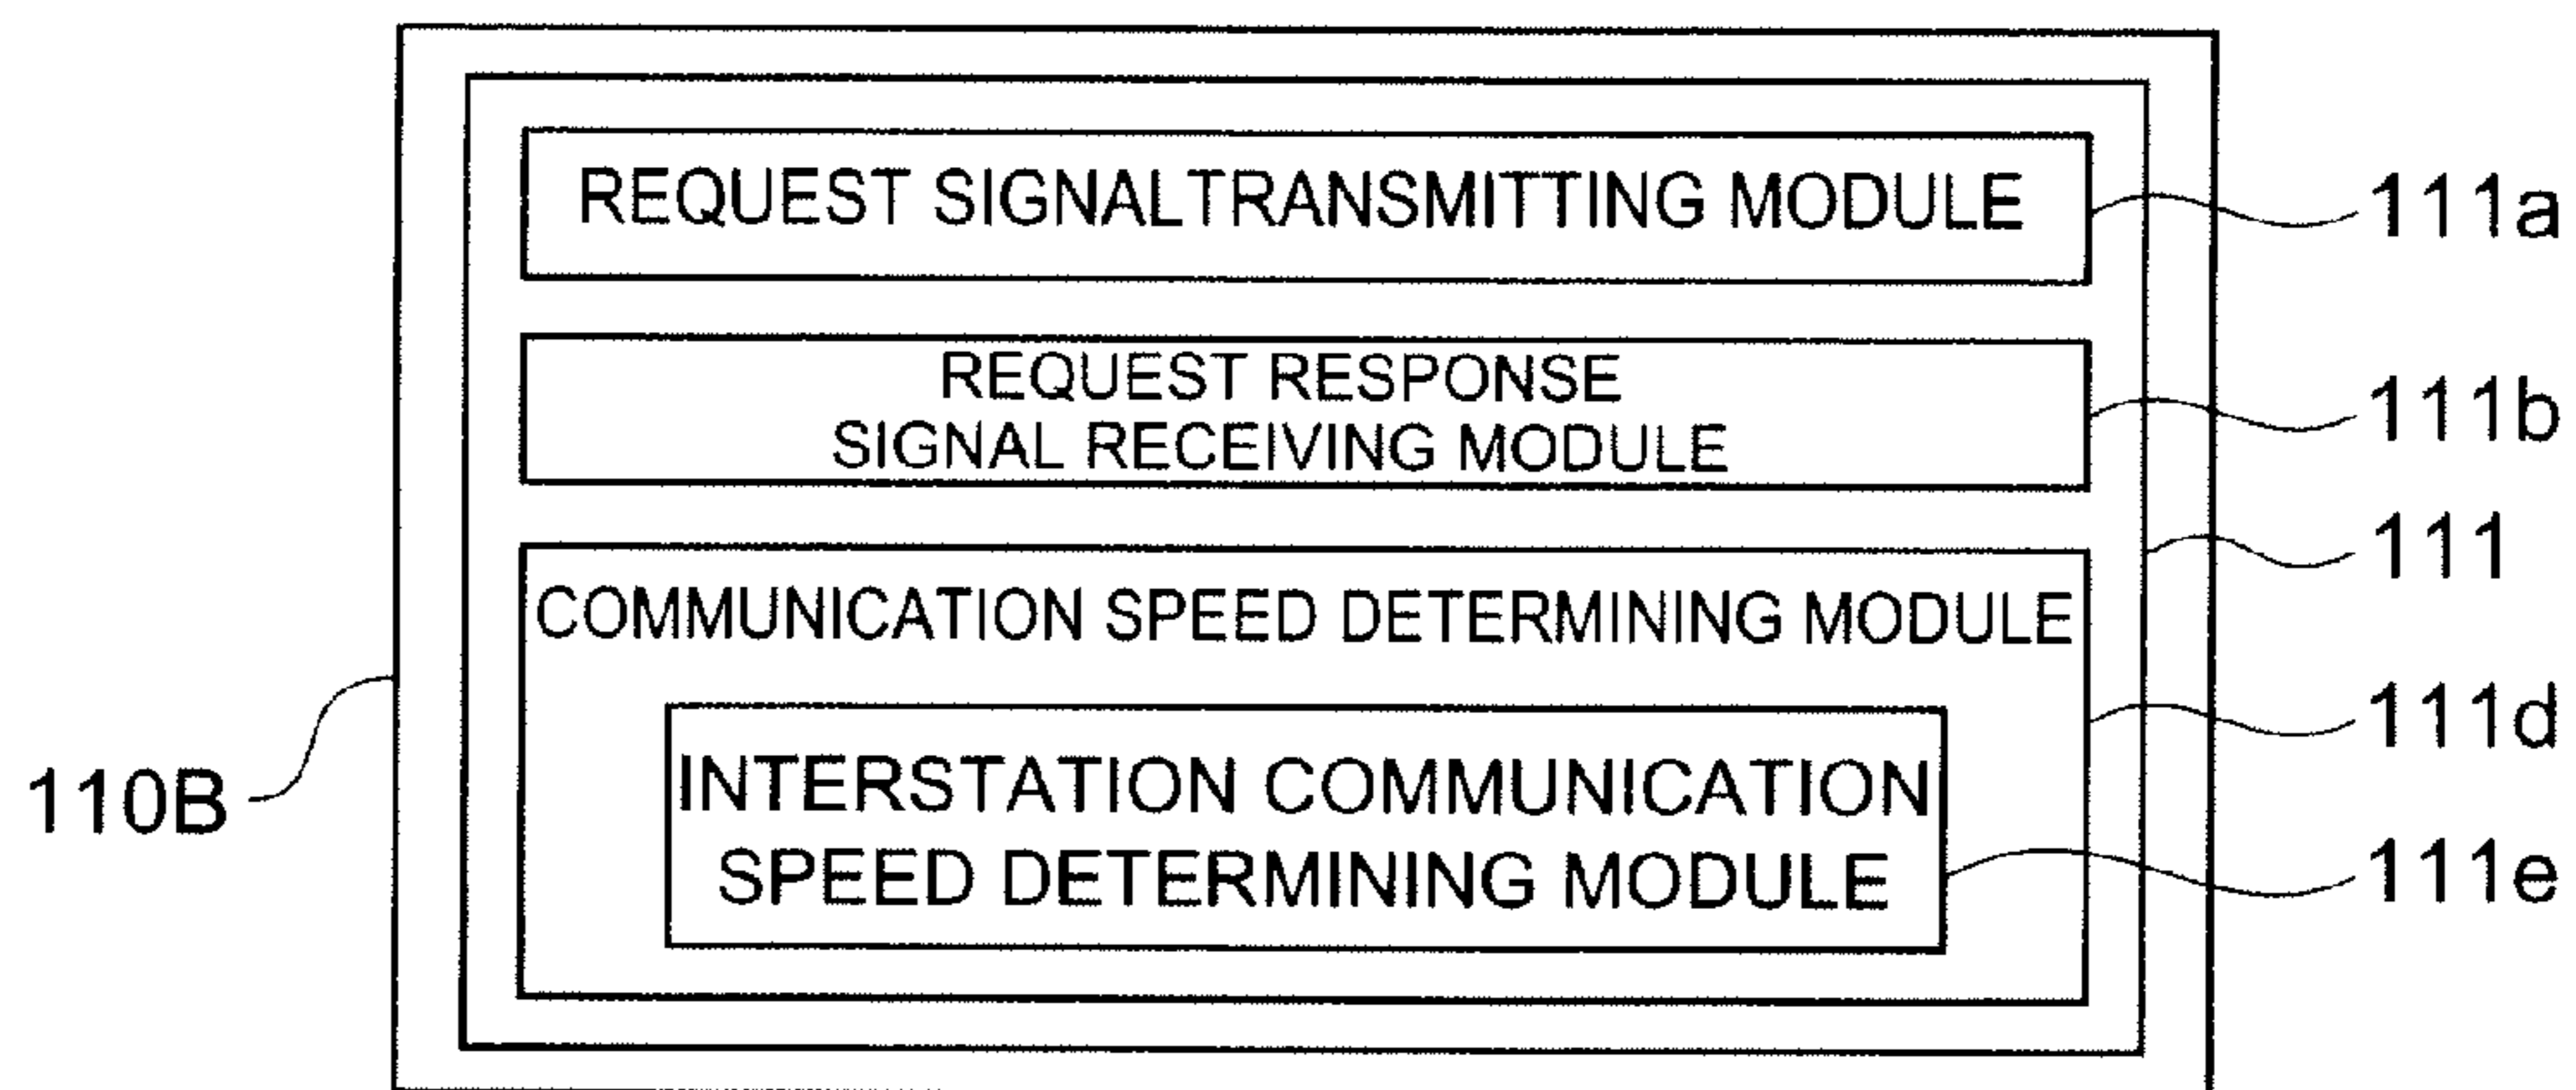 REQUEST SIGNALTRANSMITTING MODULE
111a
REQUEST RESPONSE
SIGNAL RECEIVING MODULE
111b
111
COMMUNICATION SPEED DETERMINING MODULE
111d
INTERSTATION COMMUNICATION
SPEED DETERMINING MODULE
111e
110B